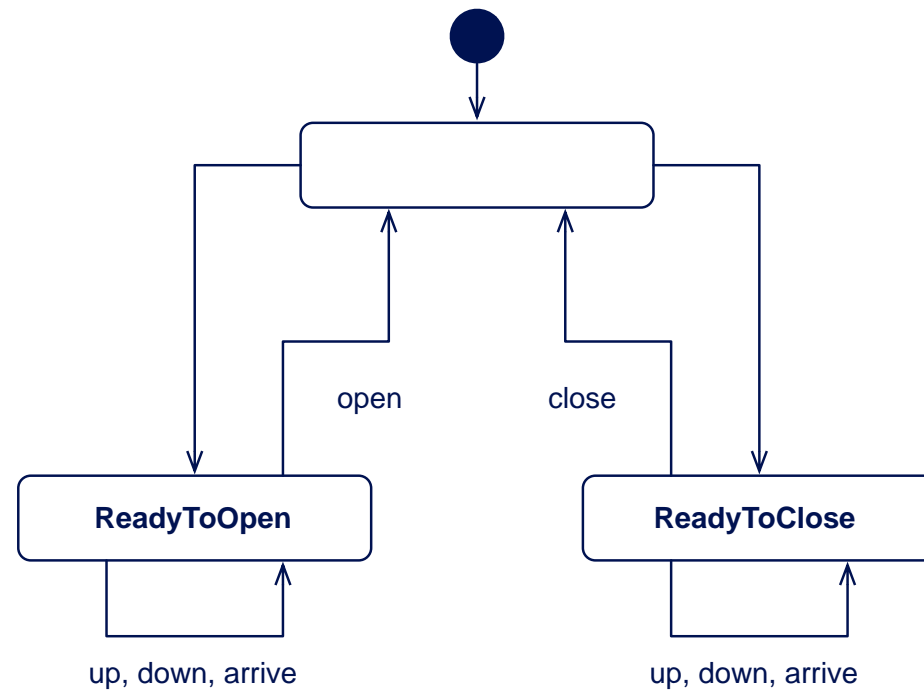 open
close
ReadyToOpen
ReadyToClose
up, down, arrive
up, down, arrive